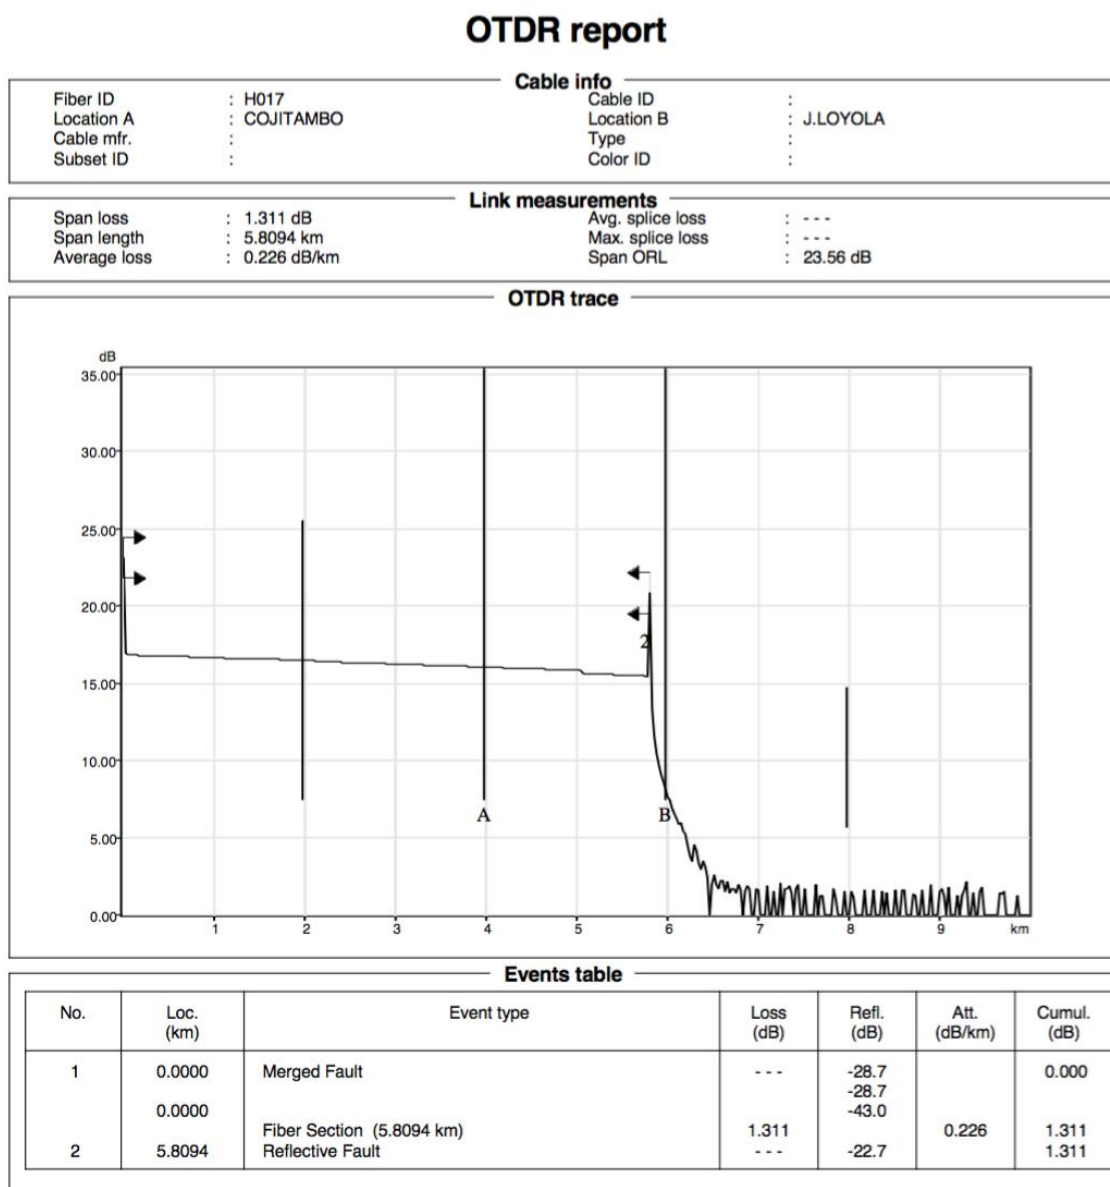 OTDR report
Cable info
Fiber ID : H017 Cable ID :
Location A : COJITAMBO Location B : J.LOYOLA
Cable mfr. : Type :
Subset ID : Color ID :
Link measurements
Span loss : 1.311 dB Avg. splice loss : - - -
Span length : 5.8094 km Max. splice loss : - - -
Average loss : 0.226 dB/km Span ORL : 23.56 dB
OTDR trace
dB
35.00
30.00
25.00
20.00
2
15.00
10.00
A B
5.00
0.00
1 2 3 4 5 6 7 8 9 km
Events table
No. Loc. Event type Loss Refl. Att. Cumul.
(km) (dB) (dB) (dB/km) (dB)
1 0.0000 Merged Fault - - - -28.7 0.000
-28.7
0.0000 -43.0
Fiber Section (5.8094 km) 1.311 0.226 1.311
2 5.8094 Reflective Fault - - - -22.7 1.311